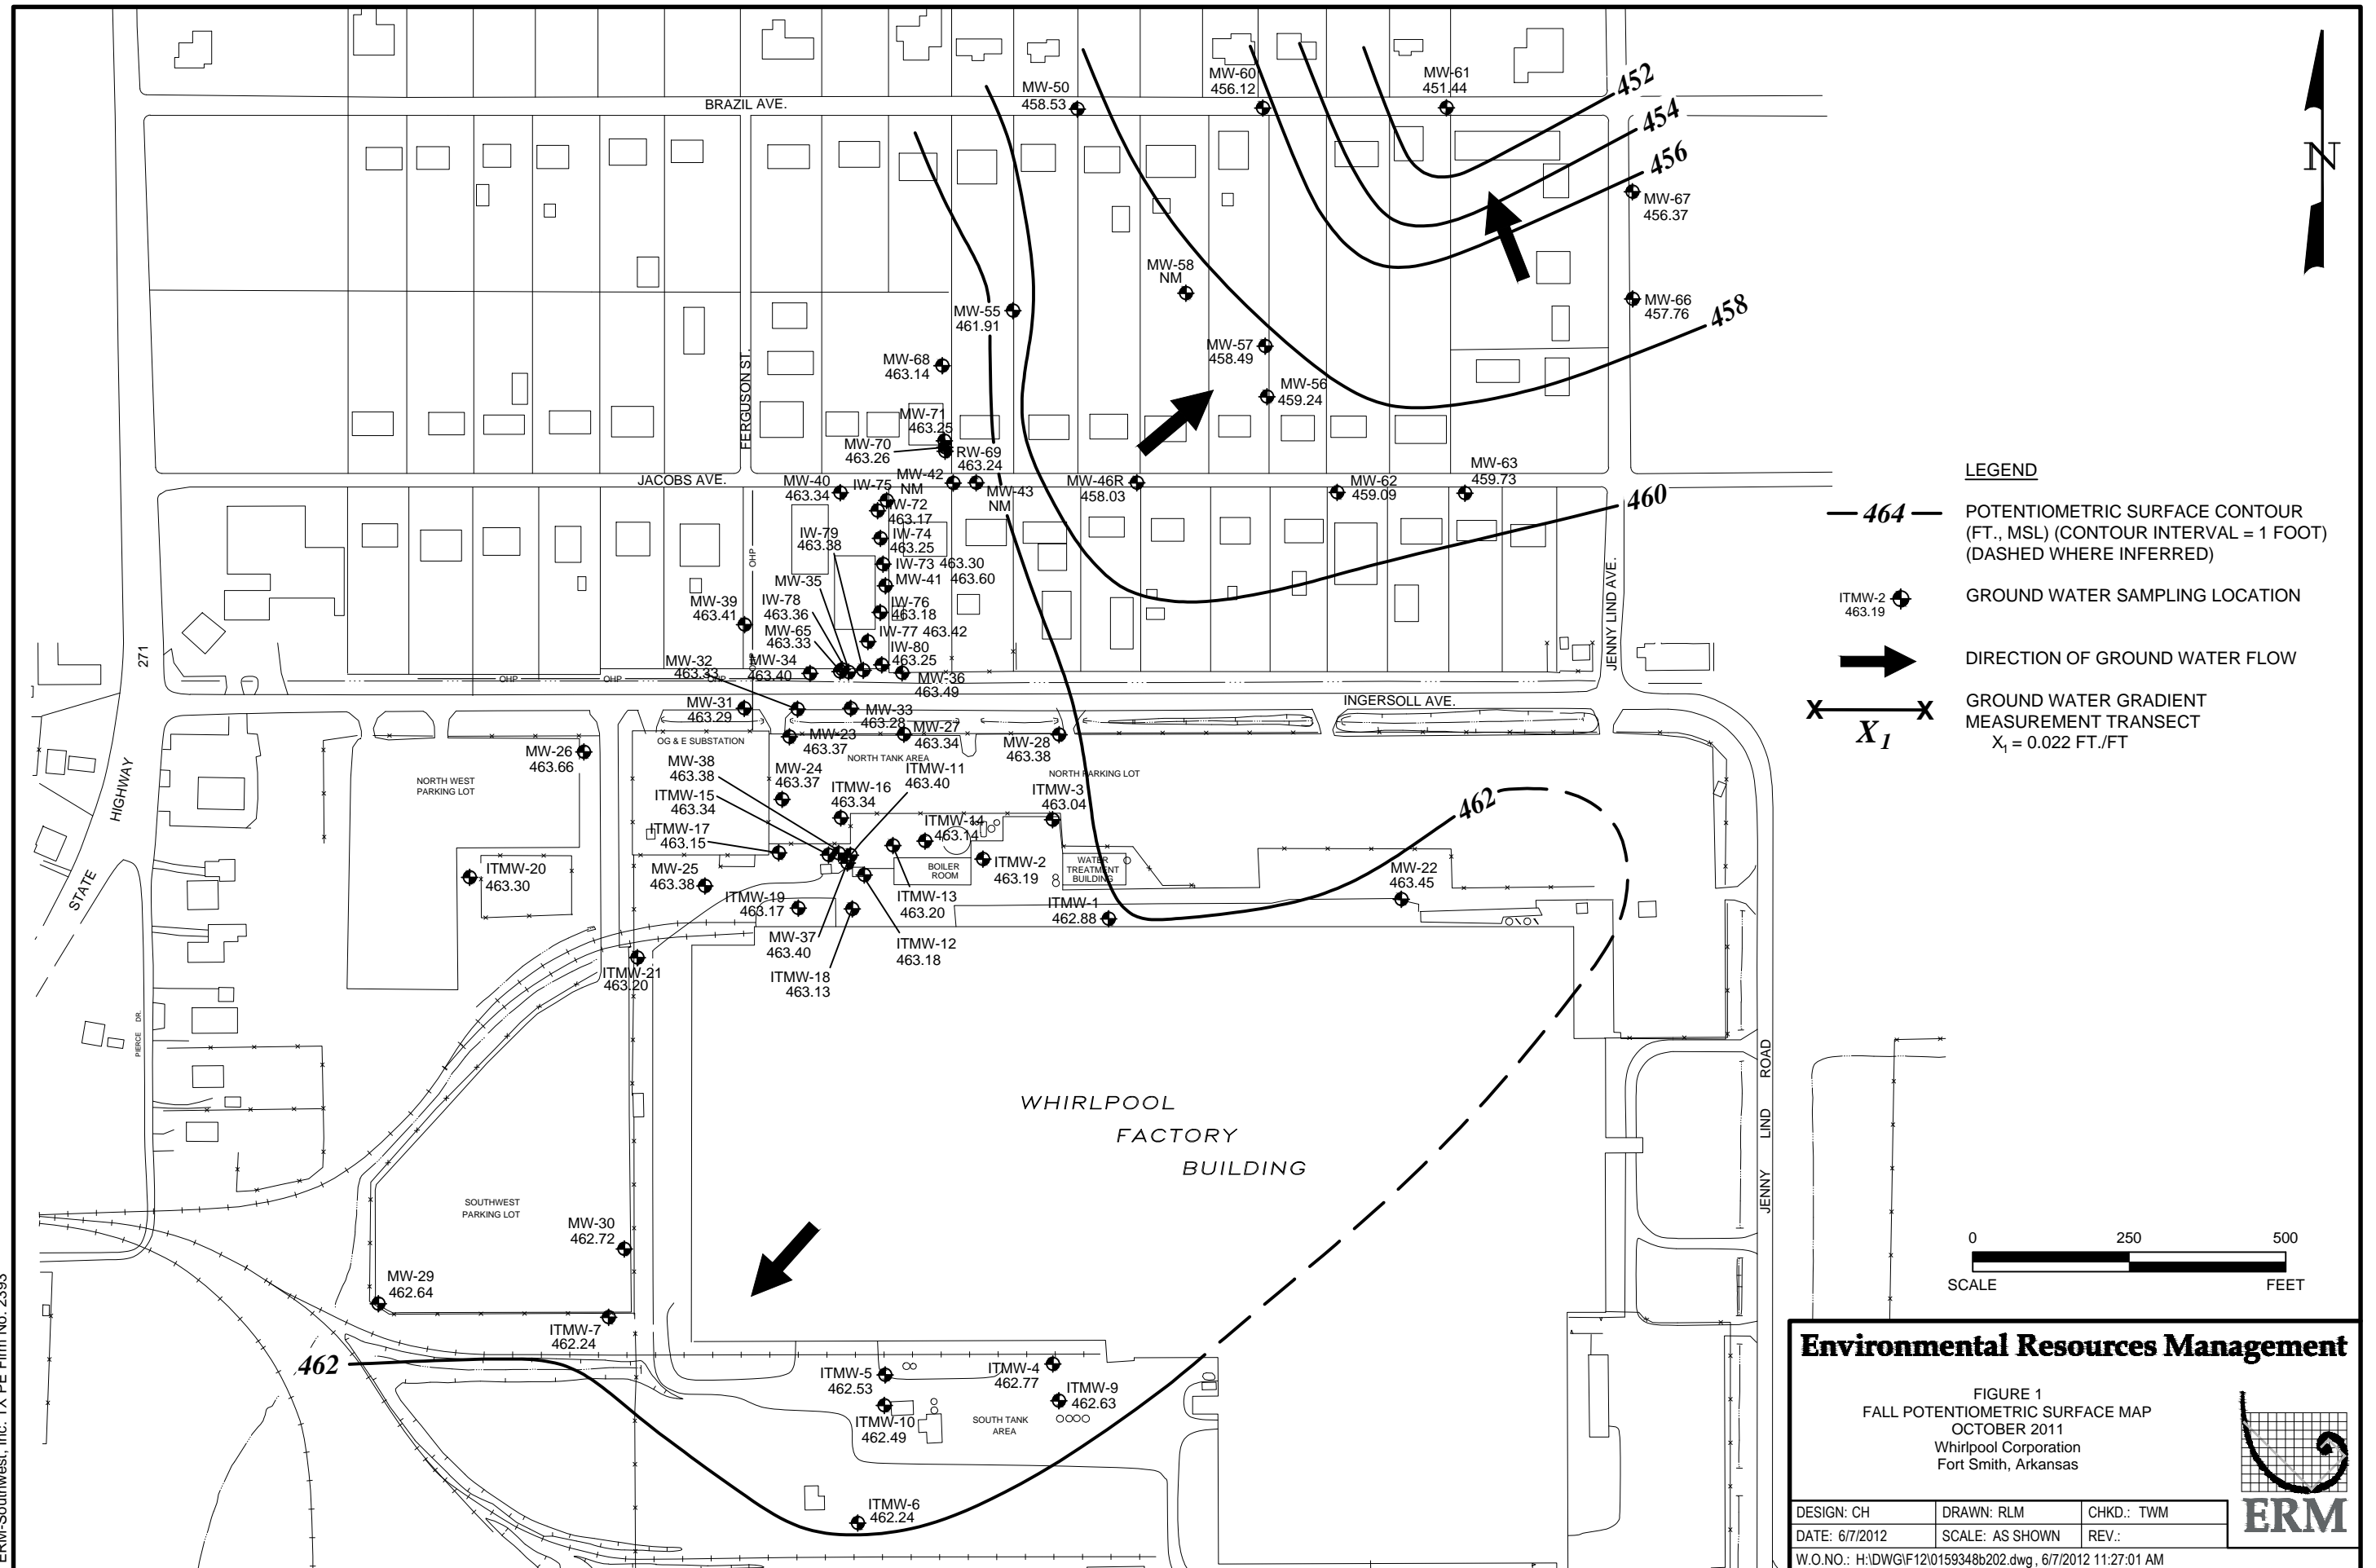 BRAZIL AVE.
MW-50
458.53
MW-60
456.12
MW-61
451.44
452
454
456
N
MW-67
456.37
MW-58
NM
MW-66
457.76
458
MW-55
461.91
MW-57
458.49
MW-68
463.14
MW-56
459.24
FERGUSON ST.
MW-71
463.25
MW-70
463.26
RW-69
463.24
JACOBS AVE.
MW-40
463.34
IW-75
MW-42
NM
MW-43
NM
MW-46R
458.03
MW-62
459.09
MW-63
459.73
460
IW-72
463.17
IW-79
463.38
IW-74
463.25
IW-73 463.30
MW-41 463.60
MW-35
IW-78
463.36
IW-76
463.18
MW-39
463.41
MW-65
463.33
IW-77 463.42
IW-80
463.25
OHP
OHP
MW-32
463.33
MW-34
463.40
MW-36
463.49
OHP
OHP
OHP
271
JENNY LIND AVE.
INGERSOLL AVE.
MW-31
463.29
MW-33
463.28
MW-23
463.37
MW-27
463.34
MW-28
463.38
OG & E SUBSTATION
NORTH TANK AREA
MW-26
463.66
NORTH WEST
PARKING LOT
MW-38
463.38
MW-24
463.37
ITMW-11
463.40
NORTH PARKING LOT
ITMW-15
463.34
ITMW-16
463.34
ITMW-3
463.04
462
ITMW-17
463.15
ITMW-14
463.14
BOILER
ROOM
ITMW-2
463.19
WATER
TREATMENT
BUILDING
STATE
HIGHWAY
ITMW-20
463.30
MW-25
463.38
MW-22
463.45
ITMW-19
463.17
ITMW-13
463.20
ITMW-1
462.88
MW-37
463.40
ITMW-12
463.18
ITMW-18
463.13
ITMW-21
463.20
PIERCE DR.
WHIRLPOOL
FACTORY
BUILDING
JENNY LIND ROAD
SOUTHWEST
PARKING LOT
MW-30
462.72
MW-29
462.64
ITMW-7
462.24
462
ITMW-5
462.53
ITMW-4
462.77
ITMW-9
462.63
ITMW-10
462.49
SOUTH TANK
AREA
ITMW-6
462.24
LEGEND
464
POTENTIOMETRIC SURFACE CONTOUR
(FT., MSL) (CONTOUR INTERVAL = 1 FOOT)
(DASHED WHERE INFERRED)
ITMW-2
463.19
GROUND WATER SAMPLING LOCATION
DIRECTION OF GROUND WATER FLOW
X X
X1
GROUND WATER GRADIENT
MEASUREMENT TRANSECT
X1 = 0.022 FT./FT
0 250 500
SCALE FEET
Environmental Resources Management
FIGURE 1
FALL POTENTIOMETRIC SURFACE MAP
OCTOBER 2011
Whirlpool Corporation
Fort Smith, Arkansas
ERM
DESIGN: CH DRAWN: RLM CHKD.: TWM
DATE: 6/7/2012 SCALE: AS SHOWN REV.:
W.O.NO.: H:\DWG\F12\0159348b202.dwg , 6/7/2012 11:27:01 AM
ERM-Southwest, Inc. TX PE Firm No. 2393